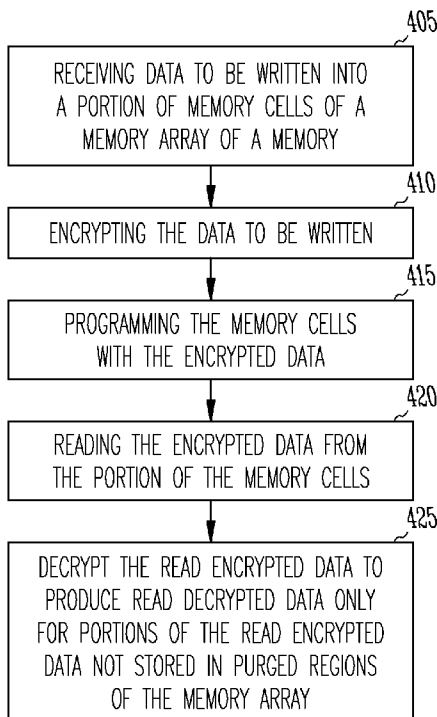 405
RECEIVING DATA TO BE WRITTEN INTO
A PORTION OF MEMORY CELLS OF A
MEMORY ARRAY OF A MEMORY
410
ENCRYPTING THE DATA TO BE WRITTEN
415
PROGRAMMING THE MEMORY CELLS
WITH THE ENCRYPTED DATA
420
READING THE ENCRYPTED DATA FROM
THE PORTION OF THE MEMORY CELLS
425
DECRYPT THE READ ENCRYPTED DATA TO
PRODUCE READ DECRYPTED DATA ONLY
FOR PORTIONS OF THE READ ENCRYPTED
DATA NOT STORED IN PURGED REGIONS
OF THE MEMORY ARRAY